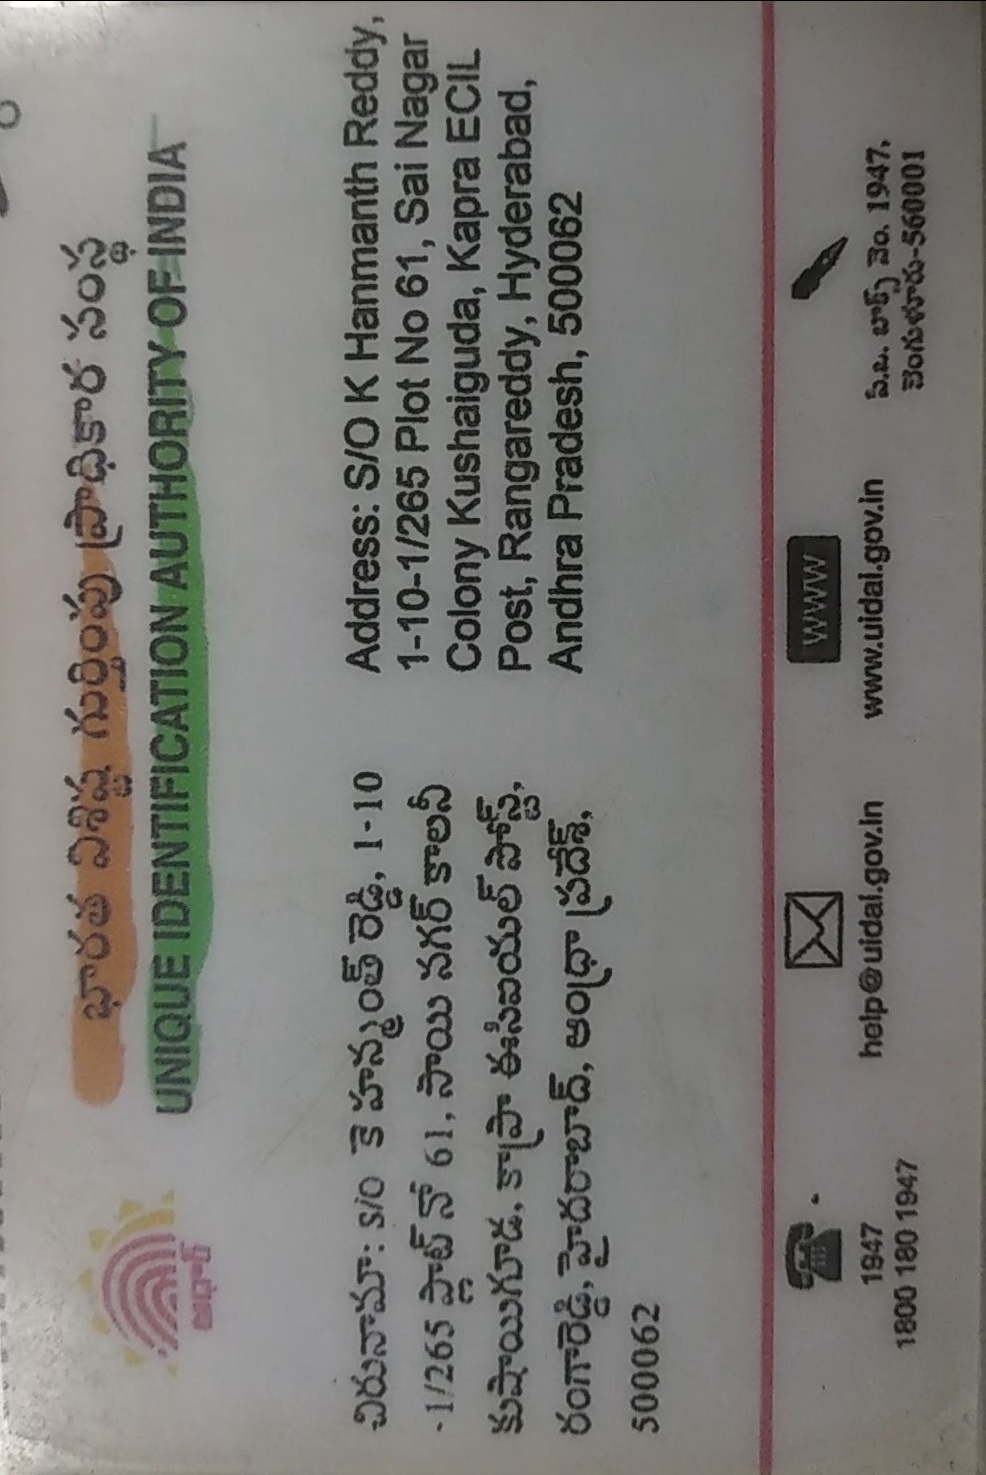 భారత విశిష్ట గుర్తింపు ప్రాధికార సంస్థ
UNIQUE IDENTIFICATION AUTHORITY OF INDIA
ఆధార్
చిరునామా: S/O కె హన్మంత్ రెడ్డి, 1-10
-1/265 ప్లాట్ నో 61, సాయి నగర్ కాలనీ
కుషాయిగూడ, కాప్రా ఈసిఐయల్ పోస్ట్,
రంగారెడ్డి, హైదరాబాద్, ఆంధ్రా ప్రదేశ్,
500062
Address: S/O K Hanmanth Reddy,
1-10-1/265 Plot No 61, Sai Nagar
Colony Kushaiguda, Kapra ECIL
Post, Rangareddy, Hyderabad,
Andhra Pradesh, 500062
1947
1800 180 1947
help@uidai.gov.in
WWW
www.uidai.gov.in
పి.బి. బాక్స్ నెం. 1947,
బెంగుళూరు-560001